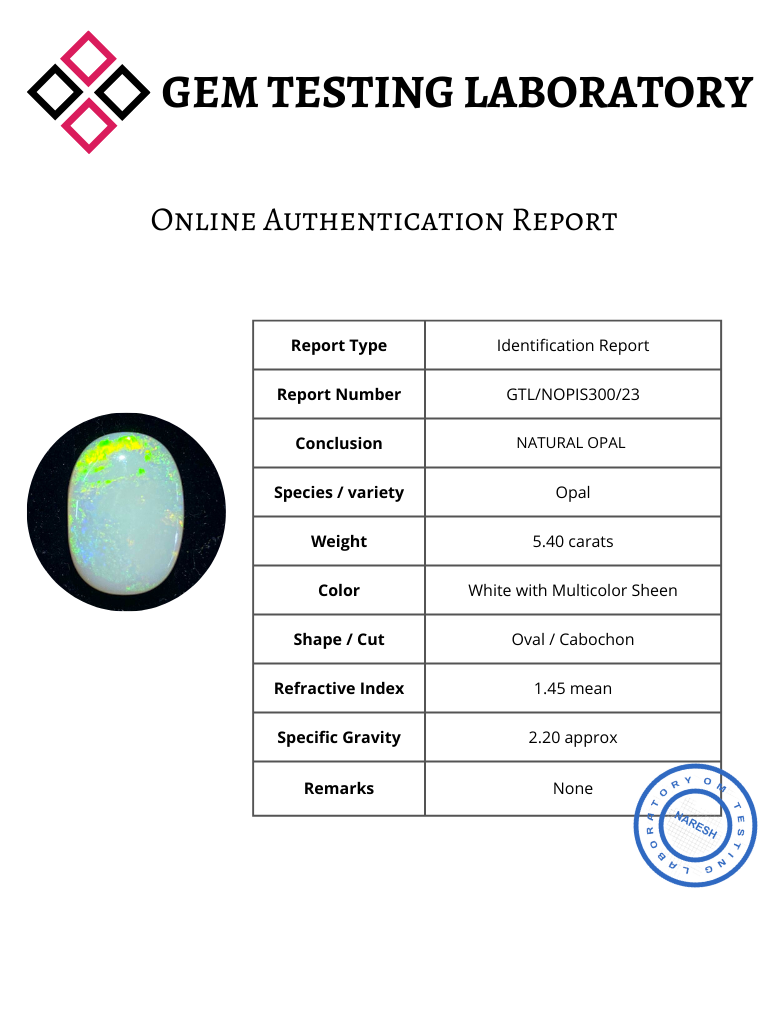 GEM TESTING LABORATORY
ONLINE AUTHENTICATION REPORT
Report Type Identification Report
Report Number GTL/NOPIS300/23
Conclusion NATURAL OPAL
Species / variety Opal
Weight 5.40 carats
Color White with Multicolor Sheen
Shape / Cut Oval / Cabochon
Refractive Index 1.45 mean
Specific Gravity 2.20 approx
Remarks None
OM TESTING LABORATORY
NARESH